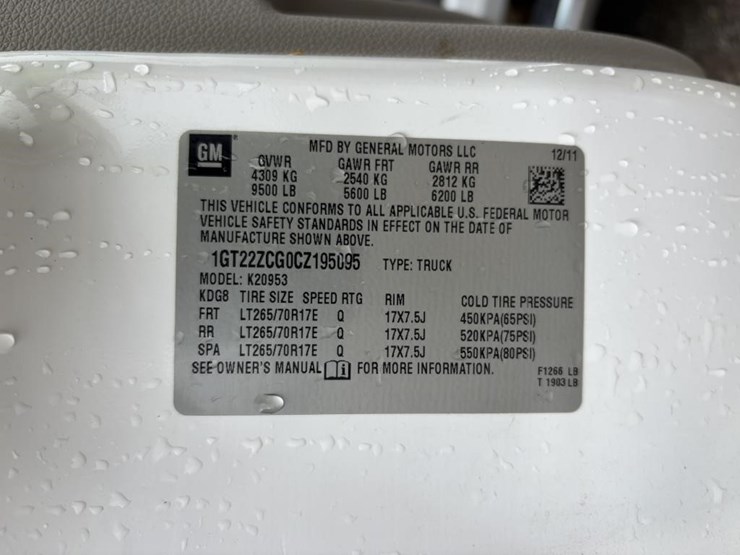 GM
MFD BY GENERAL MOTORS LLC 12/11
GVWR GAWR FRT GAWR RR
4309 KG 2540 KG 2812 KG
9500 LB 5600 LB 6200 LB
THIS VEHICLE CONFORMS TO ALL APPLICABLE U.S. FEDERAL MOTOR
VEHICLE SAFETY STANDARDS IN EFFECT ON THE DATE OF
MANUFACTURE SHOWN ABOVE.
1GT22ZCG0CZ195095 TYPE: TRUCK
MODEL: K20953
KDG8 TIRE SIZE SPEED RTG RIM COLD TIRE PRESSURE
FRT LT265/70R17E Q 17X7.5J 450KPA(65PSI)
RR LT265/70R17E Q 17X7.5J 520KPA(75PSI)
SPA LT265/70R17E Q 17X7.5J 550KPA(80PSI)
SEE OWNER'S MANUAL i FOR MORE INFORMATION.
F1266 LB
T 1903 LB